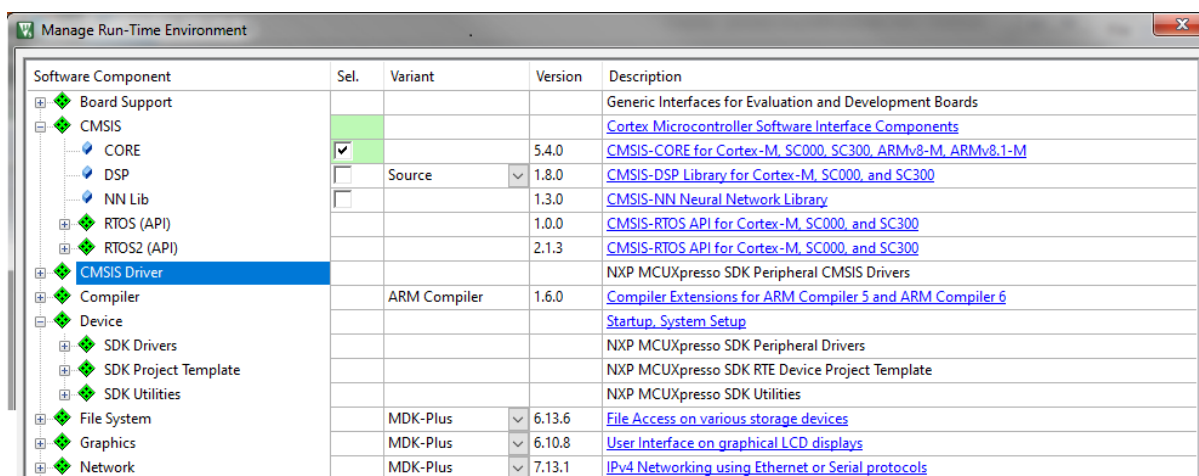 Manage Run-Time Environment
Software Component Sel. Variant Version Description
Board Support Generic Interfaces for Evaluation and Development Boards
CMSIS Cortex Microcontroller Software Interface Components
CORE 5.4.0 CMSIS-CORE for Cortex-M, SC000, SC300, ARMv8-M, ARMv8.1-M
DSP Source 1.8.0 CMSIS-DSP Library for Cortex-M, SC000, and SC300
NN Lib 1.3.0 CMSIS-NN Neural Network Library
RTOS (API) 1.0.0 CMSIS-RTOS API for Cortex-M, SC000, and SC300
RTOS2 (API) 2.1.3 CMSIS-RTOS API for Cortex-M, SC000, and SC300
CMSIS Driver NXP MCUXpresso SDK Peripheral CMSIS Drivers
Compiler ARM Compiler 1.6.0 Compiler Extensions for ARM Compiler 5 and ARM Compiler 6
Device Startup, System Setup
SDK Drivers NXP MCUXpresso SDK Peripheral Drivers
SDK Project Template NXP MCUXpresso SDK RTE Device Project Template
SDK Utilities NXP MCUXpresso SDK Utilities
File System MDK-Plus 6.13.6 File Access on various storage devices
Graphics MDK-Plus 6.10.8 User Interface on graphical LCD displays
Network MDK-Plus 7.13.1 IPv4 Networking using Ethernet or Serial protocols